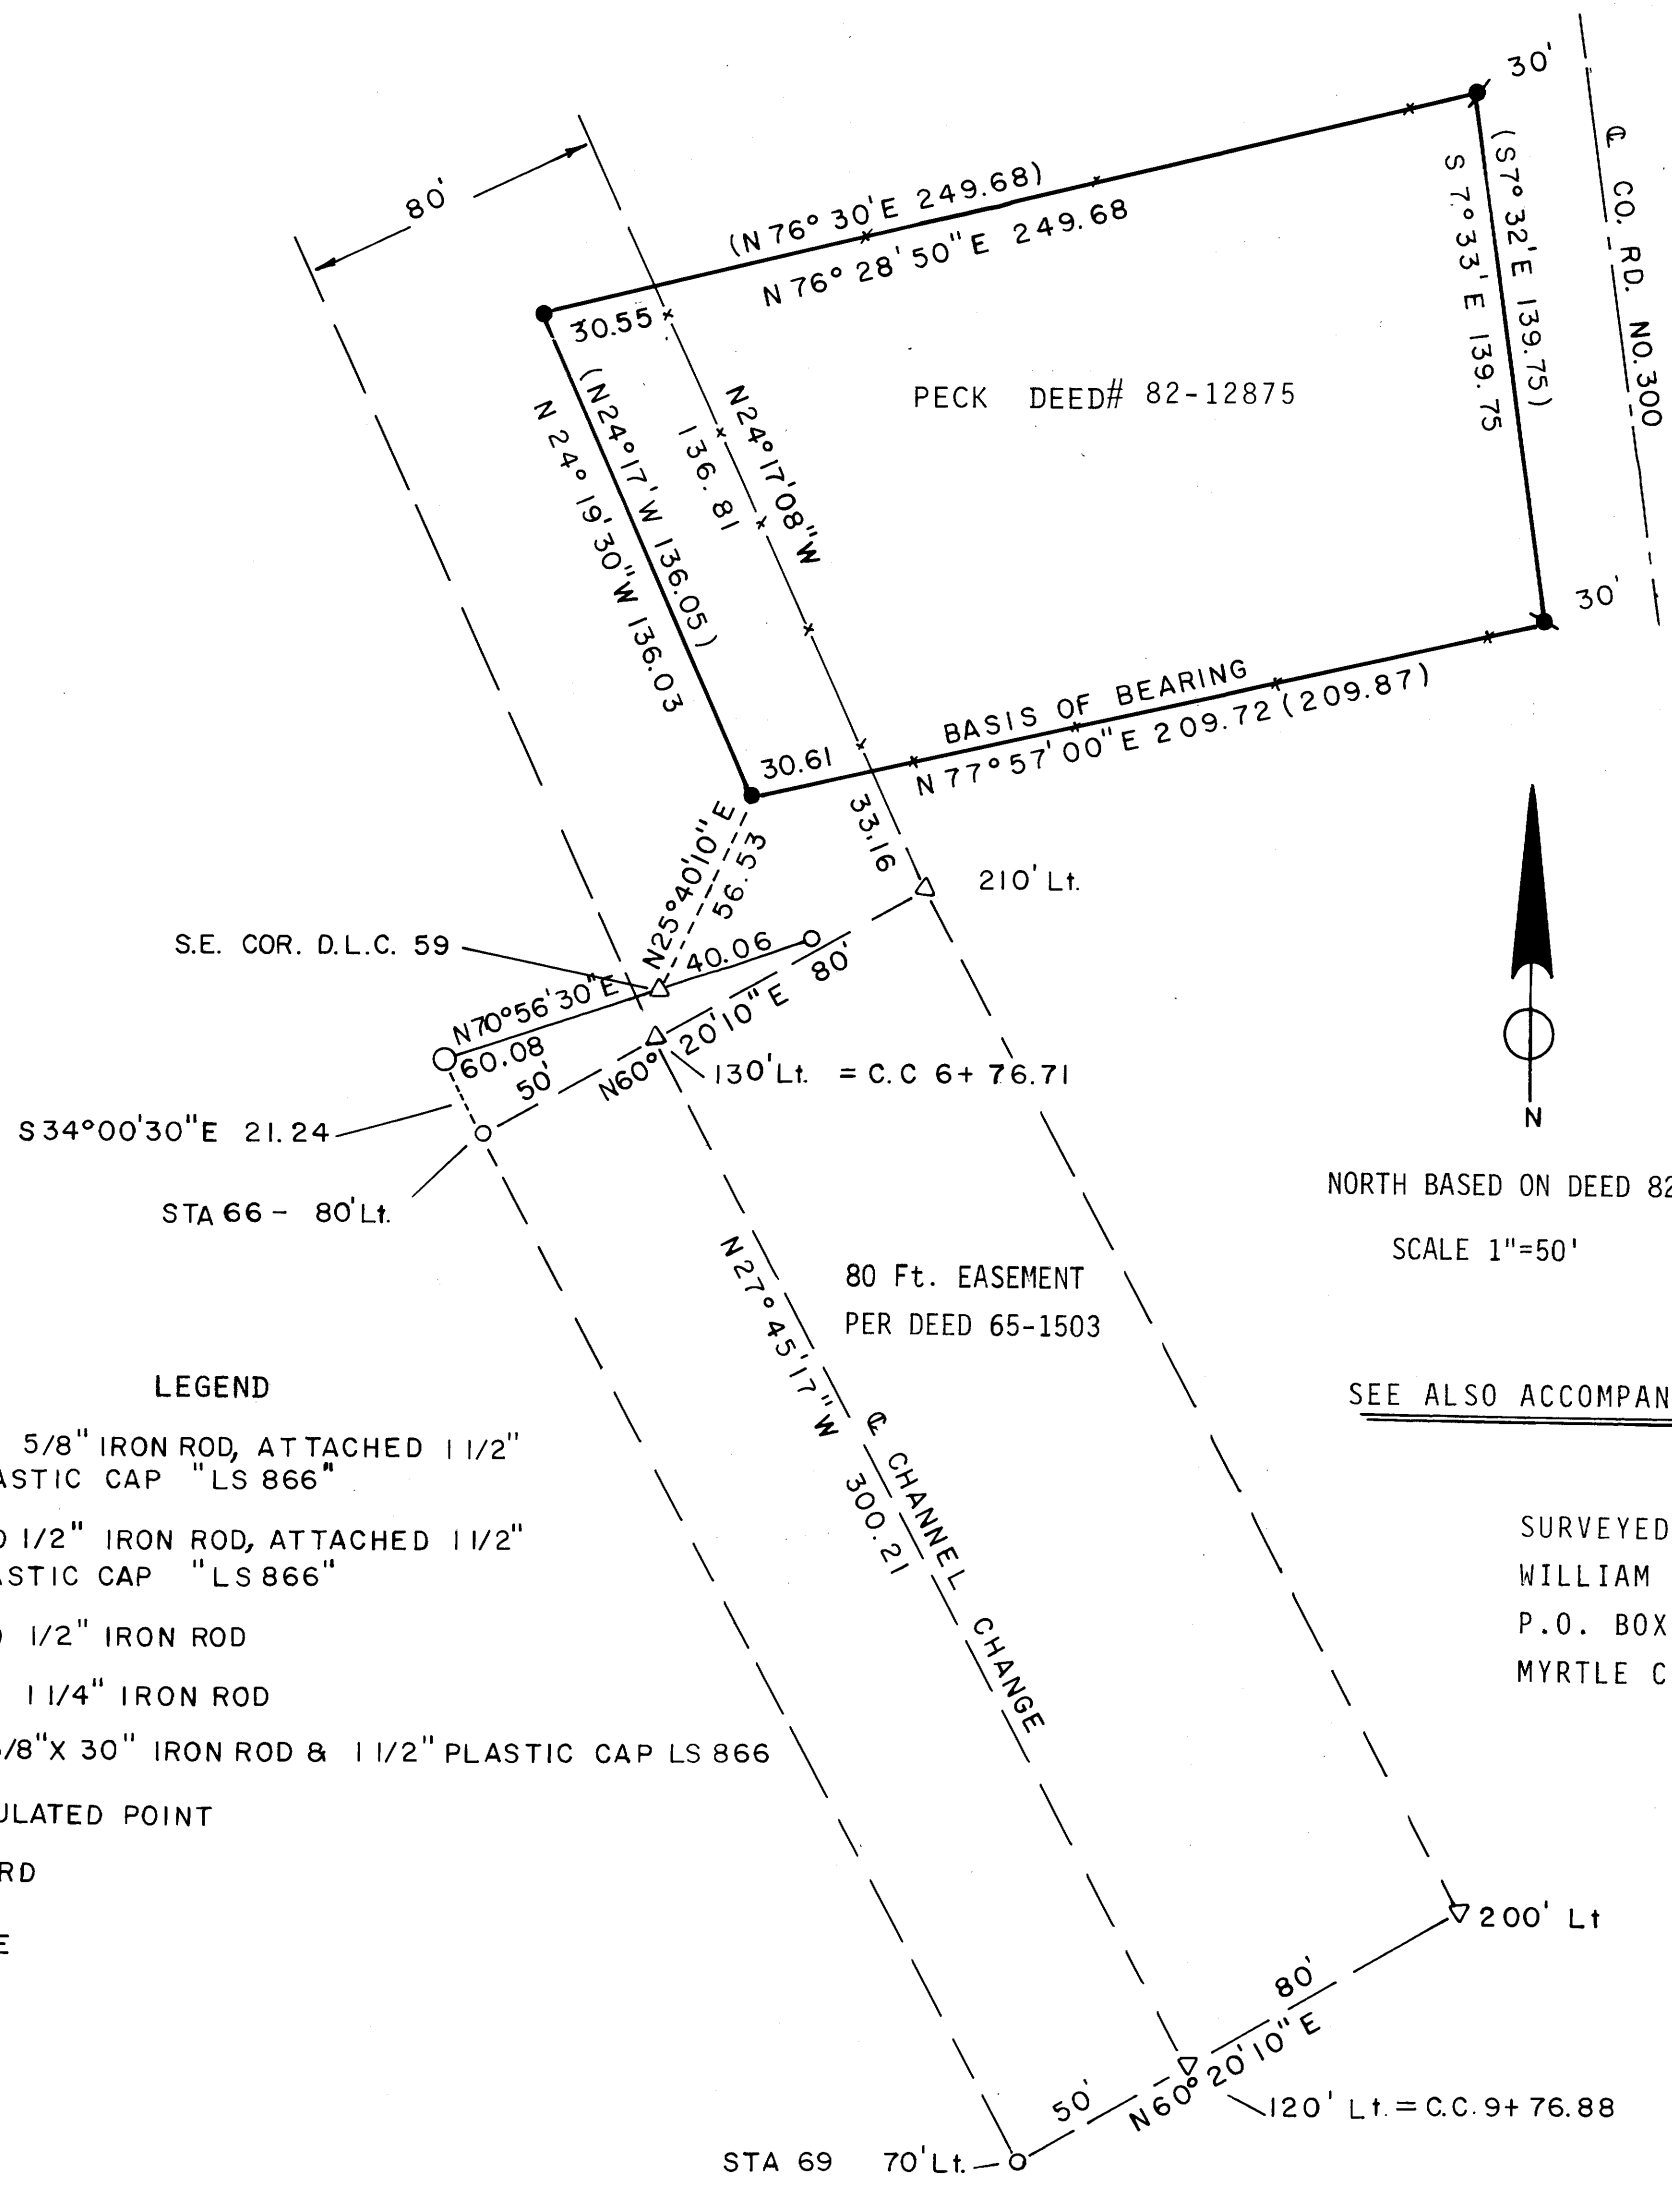 30'
80'
(N 76° 30' E 249.68)
N 76° 28' 50" E 249.68
(S 7° 32' E 139.75)
S 7° 33' E 139.75
℄ CO. RD. NO. 300
30.55
PECK DEED# 82-12875
N 24° 17' 08" W
136.81
(N 24° 17' W 136.05)
N 24° 19' 30" W 136.03
30'
BASIS OF BEARING
N 77° 57' 00" E 209.72 (209.87)
30.61
33.16
N 25° 40' 10" E
56.53
210' Lt.
S.E. COR. D.L.C. 59
40.06
N 70° 56' 30" E
60.08
80'
50'
N 60° 20' 10" E
130' Lt. = C.C 6+ 76.71
S 34° 00' 30" E 21.24
STA 66 - 80' Lt.
N
NORTH BASED ON DEED 82
SCALE 1"=50'
80 Ft. EASEMENT
PER DEED 65-1503
N 27° 45' 17" W
300.21
℄ CHANNEL CHANGE
SEE ALSO ACCOMPAN
LEGEND
5/8" IRON ROD, ATTACHED 1 1/2"
ASTIC CAP "LS 866"
D 1/2" IRON ROD, ATTACHED 1 1/2"
ASTIC CAP "LS 866"
D 1/2" IRON ROD
1 1/4" IRON ROD
/8" X 30" IRON ROD & 1 1/2" PLASTIC CAP LS 866
ULATED POINT
RD
E
SURVEYED
WILLIAM
P.O. BOX
MYRTLE C
200' Lt
80'
50'
N 60° 20' 10" E
120' Lt. = C.C. 9+ 76.88
STA 69 70' Lt.